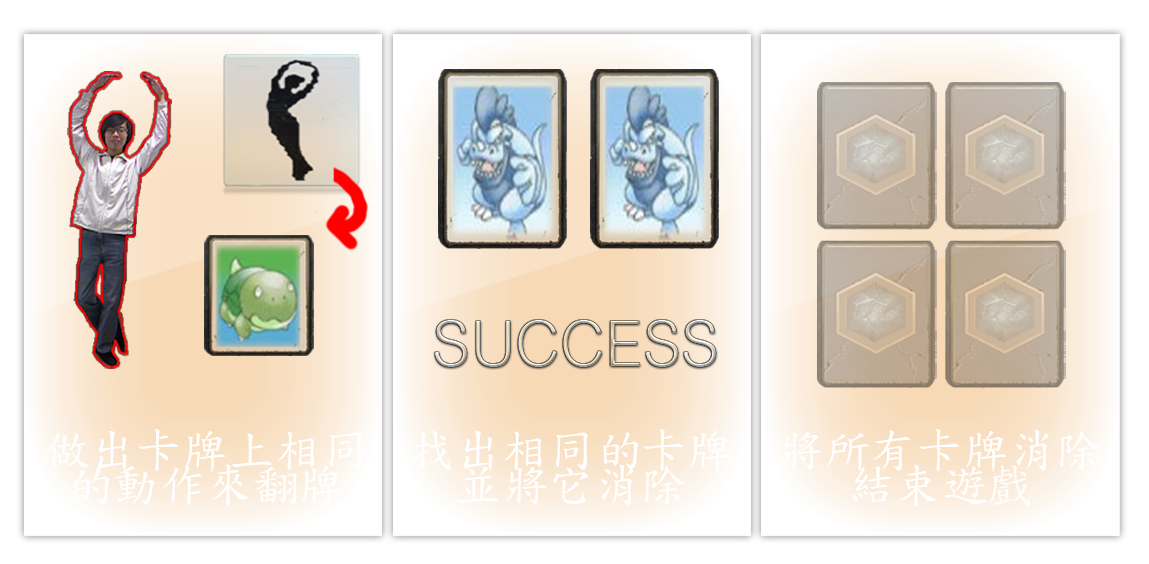 SUCCESS
做出卡牌上相同
的動作來翻牌
找出相同的卡牌
並將它消除
將所有卡牌消除
結束遊戲